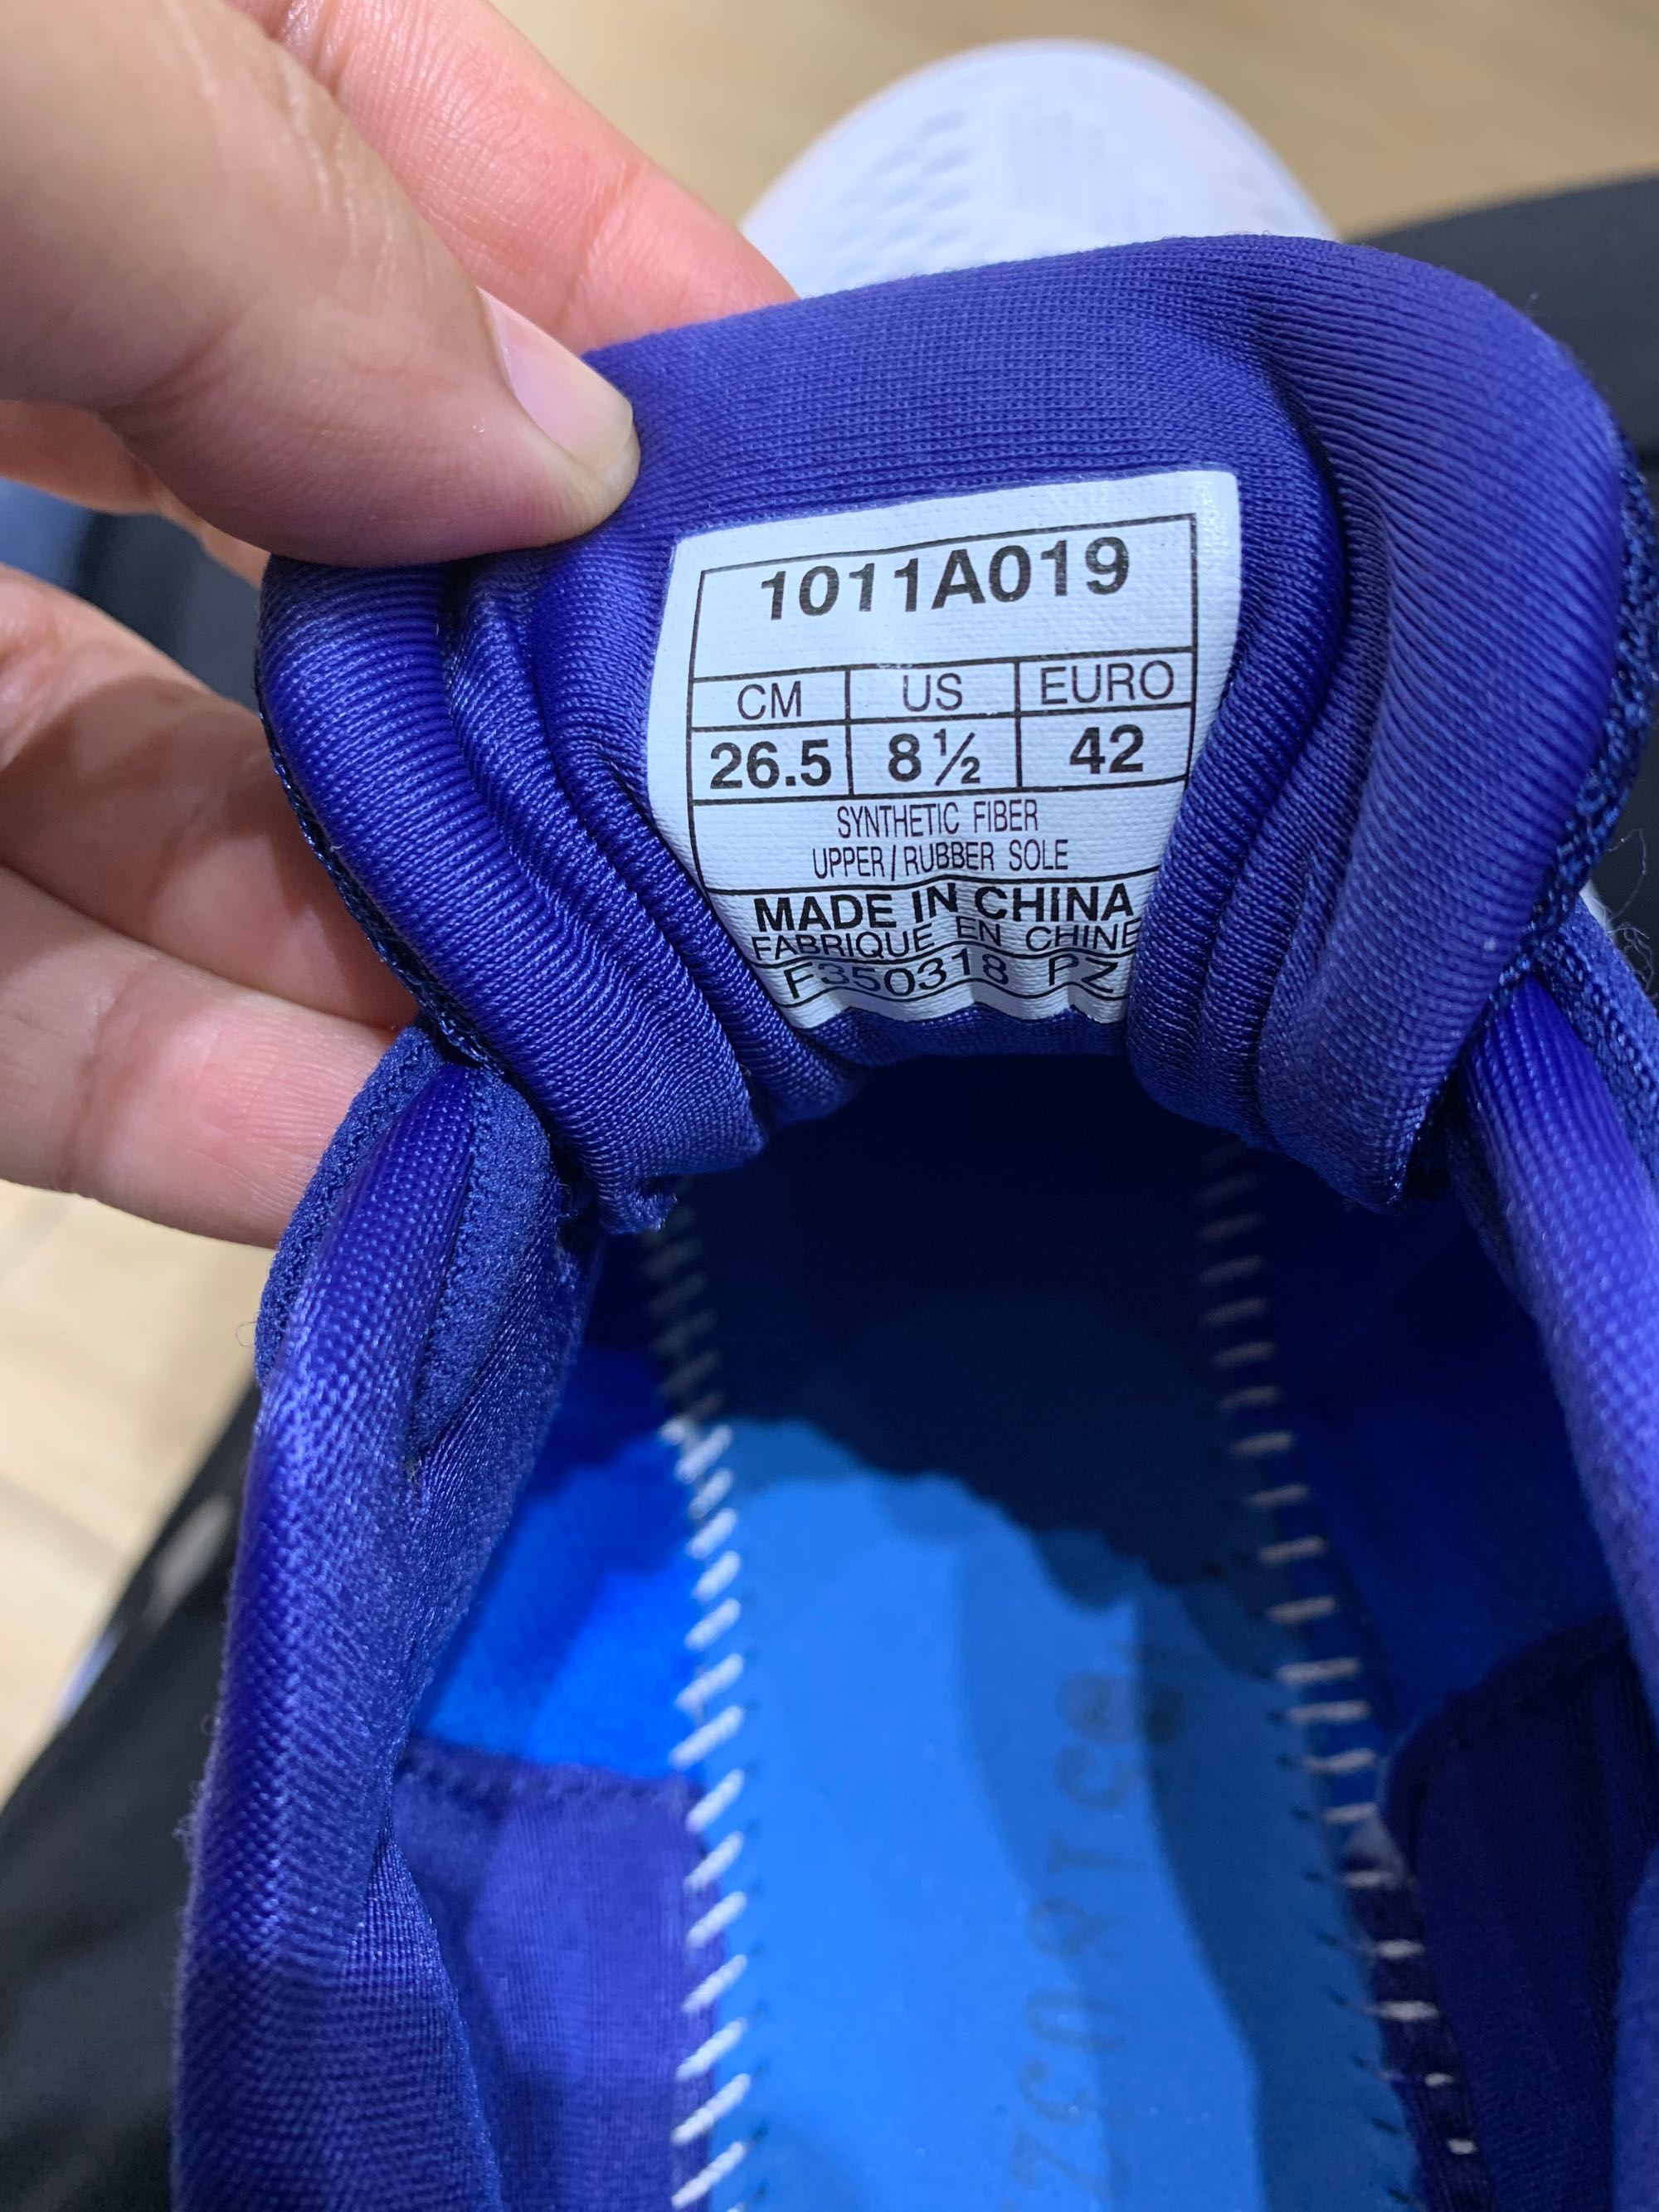 1011A019
CM US EURO
26.5 8½ 42
SYNTHETIC FIBER
UPPER/RUBBER SOLE
MADE IN CHINA
FABRIQUE EN CHINE
F350318 PZ